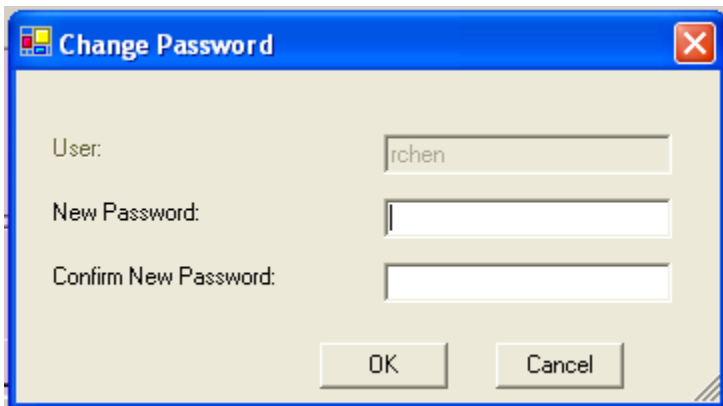 Change Password
User: rchen
New Password:
Confirm New Password:
OK Cancel